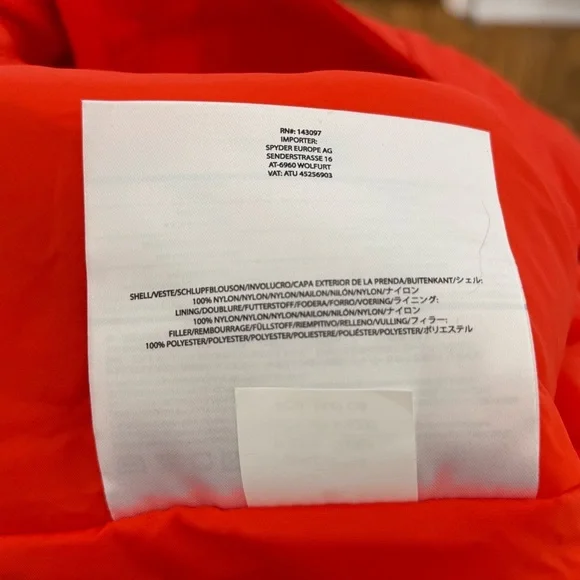 RN#: 143097
IMPORTER:
SPYDER EUROPE AG
SENDERSTRASSE 16
AT-6960 WOLFURT
VAT: ATU 45256903
SHELL/VESTE/SCHLUPFBLOUSON/INVOLUCRO/CAPA EXTERIOR DE LA PRENDA/BUITENKANT/シェル:
100% NYLON/NYLON/NYLON/NAILON/NILÓN/NYLON/ナイロン
LINING/DOUBLURE/FUTTERSTOFF/FODERA/FORRO/VOERING/ライニング:
100% NYLON/NYLON/NYLON/NAILON/NILÓN/NYLON/ナイロン
FILLER/REMBOURRAGE/FÜLLSTOFF/RIEMPITIVO/RELLENO/VULLING/フィラー:
100% POLYESTER/POLYESTER/POLYESTER/POLIESTERE/POLIÉSTER/POLYESTER/ポリエステル